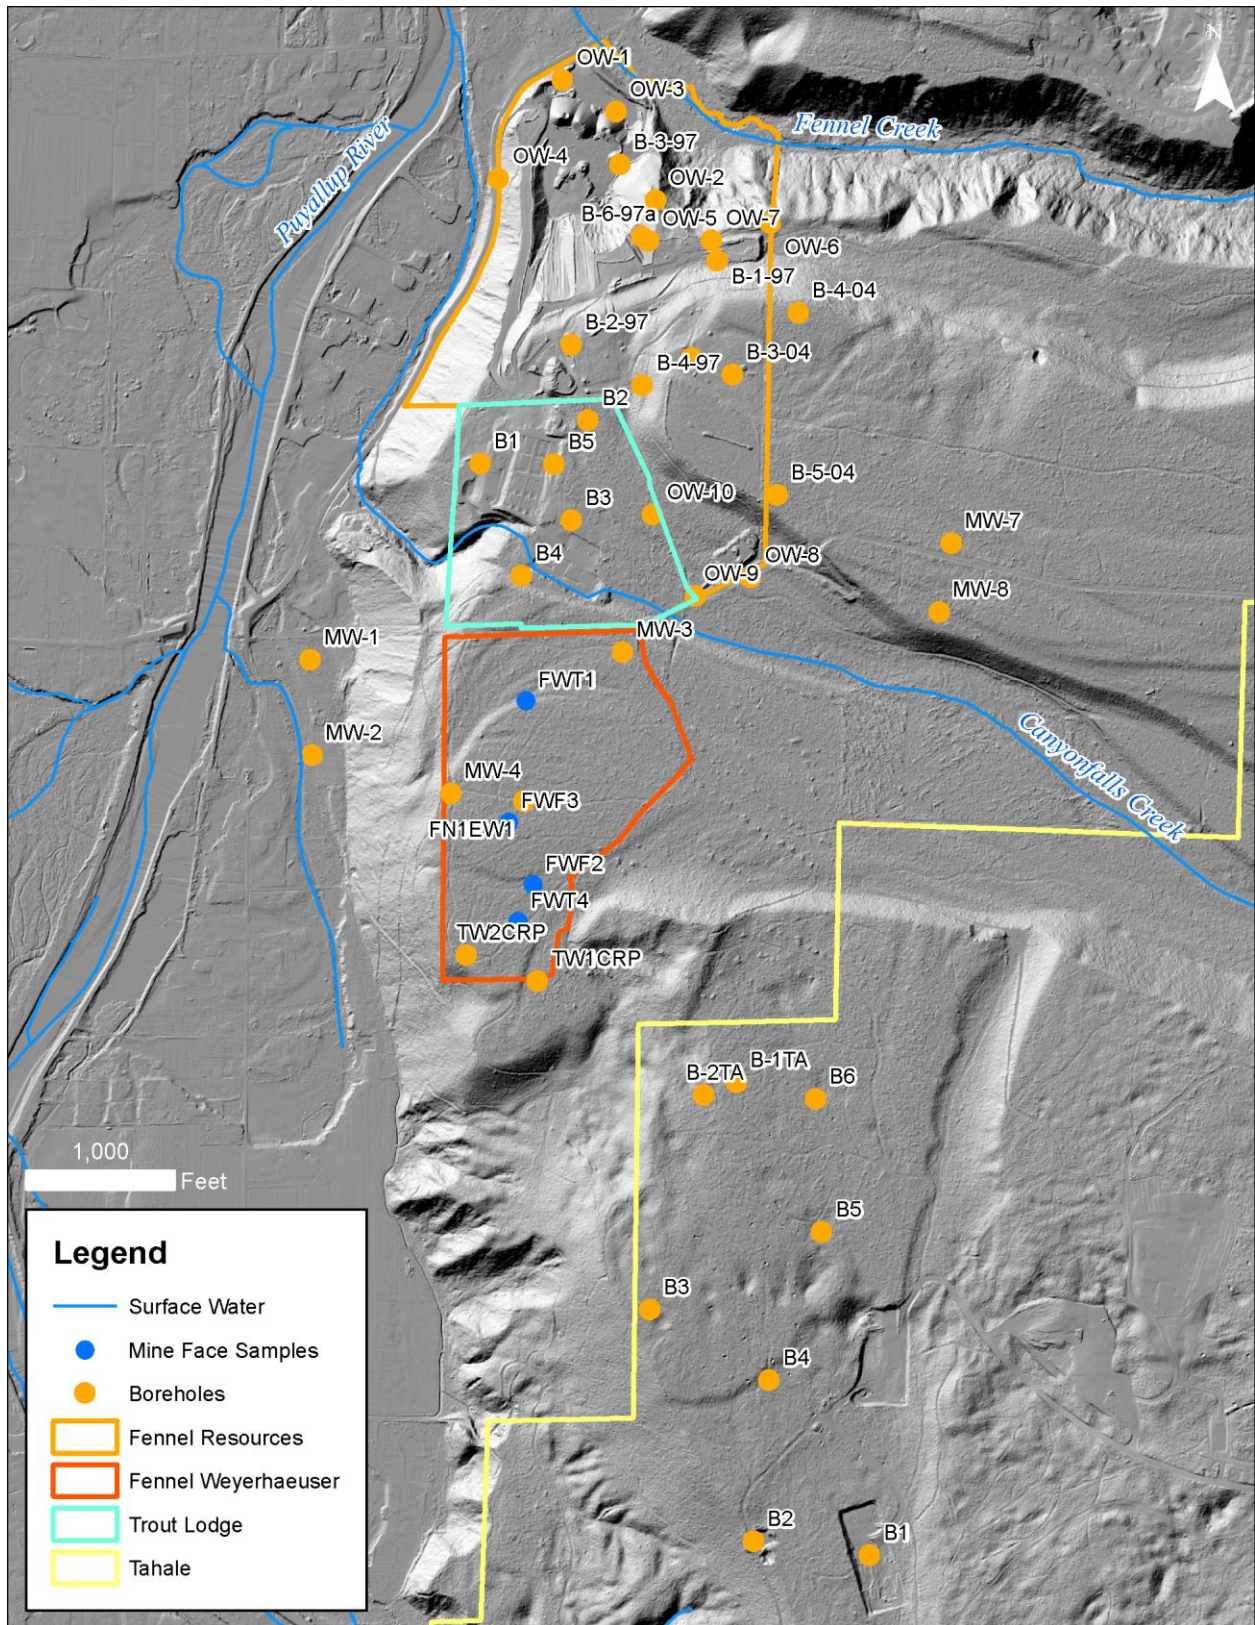 N
OW-1
OW-3
Fennel Creek
B-3-97
OW-4
Puyallup River
OW-2
B-6-97a
OW-5
OW-7
OW-6
B-1-97
B-4-04
B-2-97
B-4-97
B-3-04
B2
B1
B5
OW-10
B-5-04
B3
MW-7
B4
OW-8
OW-9
MW-8
MW-3
MW-1
FWT1
Canyonfalls Creek
MW-2
MW-4
FWF3
FN1EW1
FWF2
FWT4
TW2CRP
TW1CRP
B-1TA
B-2TA
B6
1,000
Feet
B5
B3
B4
B2
B1
Legend
Surface Water
Mine Face Samples
Boreholes
Fennel Resources
Fennel Weyerhaeuser
Trout Lodge
Tahale